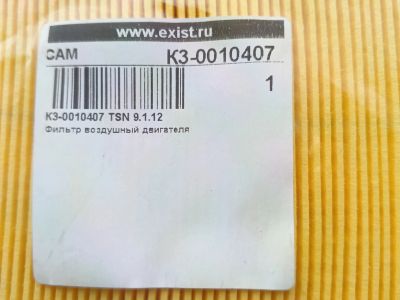 www.exist.ru
CAM K3-0010407
1
K3-0010407 TSN 9.1.12
Фильтр воздушный двигателя